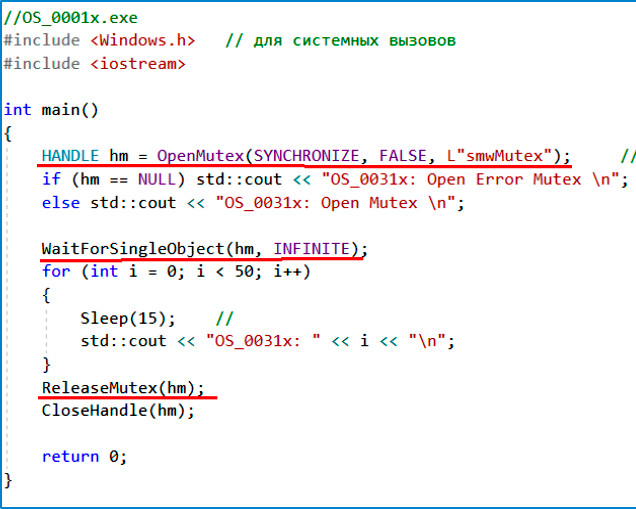 //OS_0001x.exe
#include <Windows.h>   // для системных вызовов
#include <iostream>
int main()
{
    HANDLE hm = OpenMutex(SYNCHRONIZE, FALSE, L"smwMutex");     //
    if (hm == NULL) std::cout << "OS_0031x: Open Error Mutex \n";
    else std::cout << "OS_0031x: Open Mutex \n";
    WaitForSingleObject(hm, INFINITE);
    for (int i = 0; i < 50; i++)
    {
        Sleep(15);    //
        std::cout << "OS_0031x: " << i << "\n";
    }
    ReleaseMutex(hm);
    CloseHandle(hm);
    return 0;
}